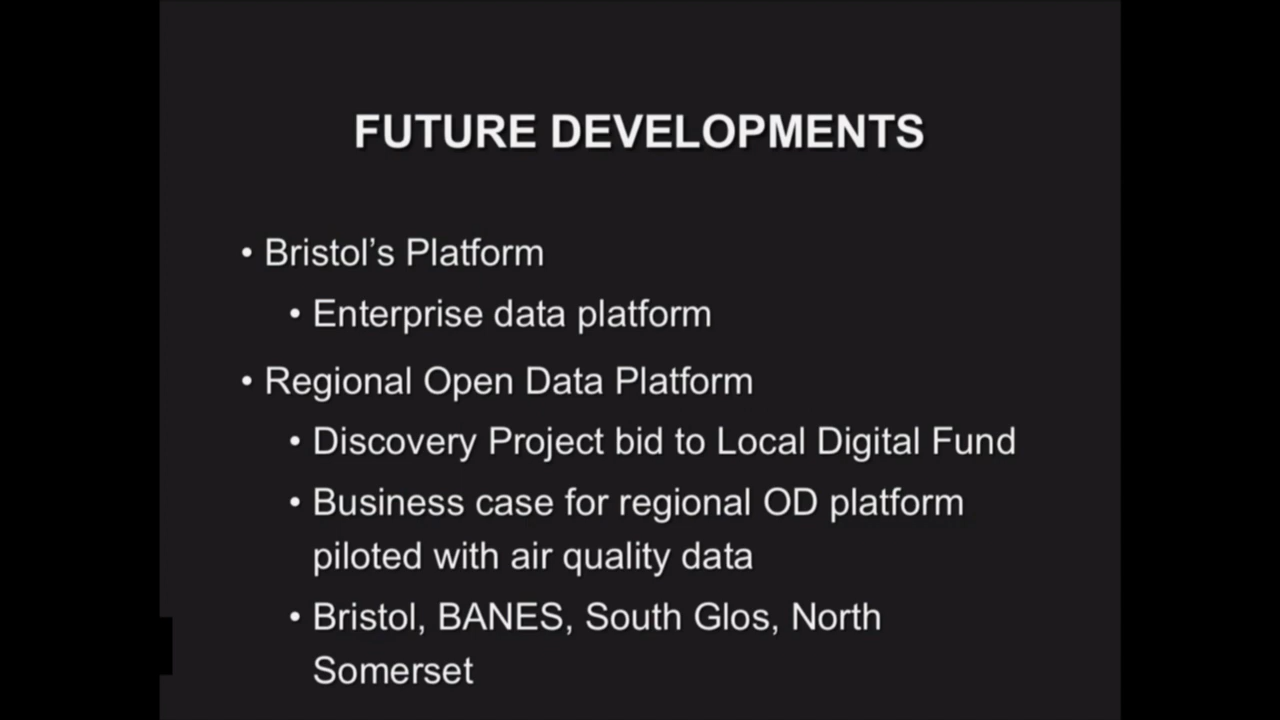 FUTURE DEVELOPMENTS
• Bristol’s Platform
• Enterprise data platform
• Regional Open Data Platform
• Discovery Project bid to Local Digital Fund
• Business case for regional OD platform
piloted with air quality data
• Bristol, BANES, South Glos, North
Somerset